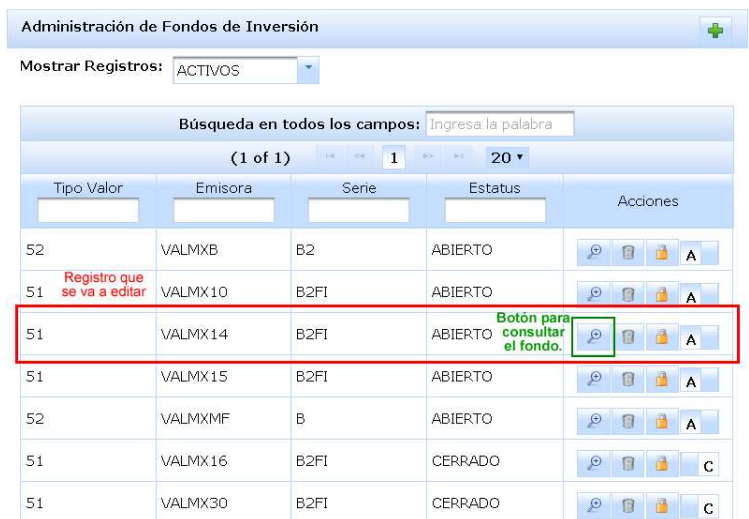 Administración de Fondos de Inversión
Mostrar Registros: ACTIVOS
Búsqueda en todos los campos: Ingresa la palabra
(1 of 1) 1 20
Tipo Valor Emisora Serie Estatus Acciones
52 VALMXB B2 ABIERTO A
Registro que
se va a editar
51 VALMX10 B2FI ABIERTO A
Botón para
consultar
el fondo.
51 VALMX14 B2FI ABIERTO A
51 VALMX15 B2FI ABIERTO A
52 VALMXMF B ABIERTO A
51 VALMX16 B2FI CERRADO C
51 VALMX30 B2FI CERRADO C